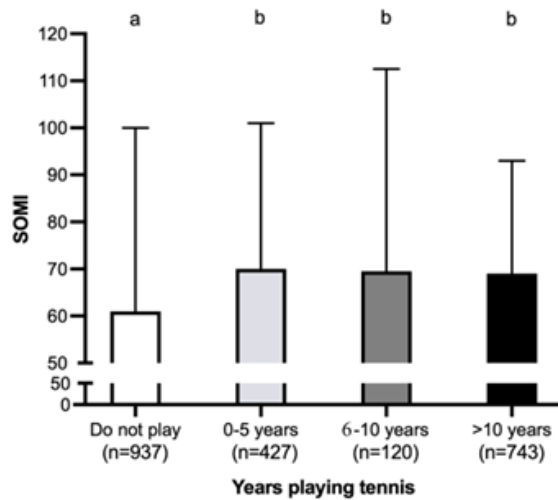 a b b b
120
110
100
90
80
70
60
50
50
0
SOMI
Do not play 0-5 years 6-10 years >10 years
(n=937) (n=427) (n=120) (n=743)
Years playing tennis